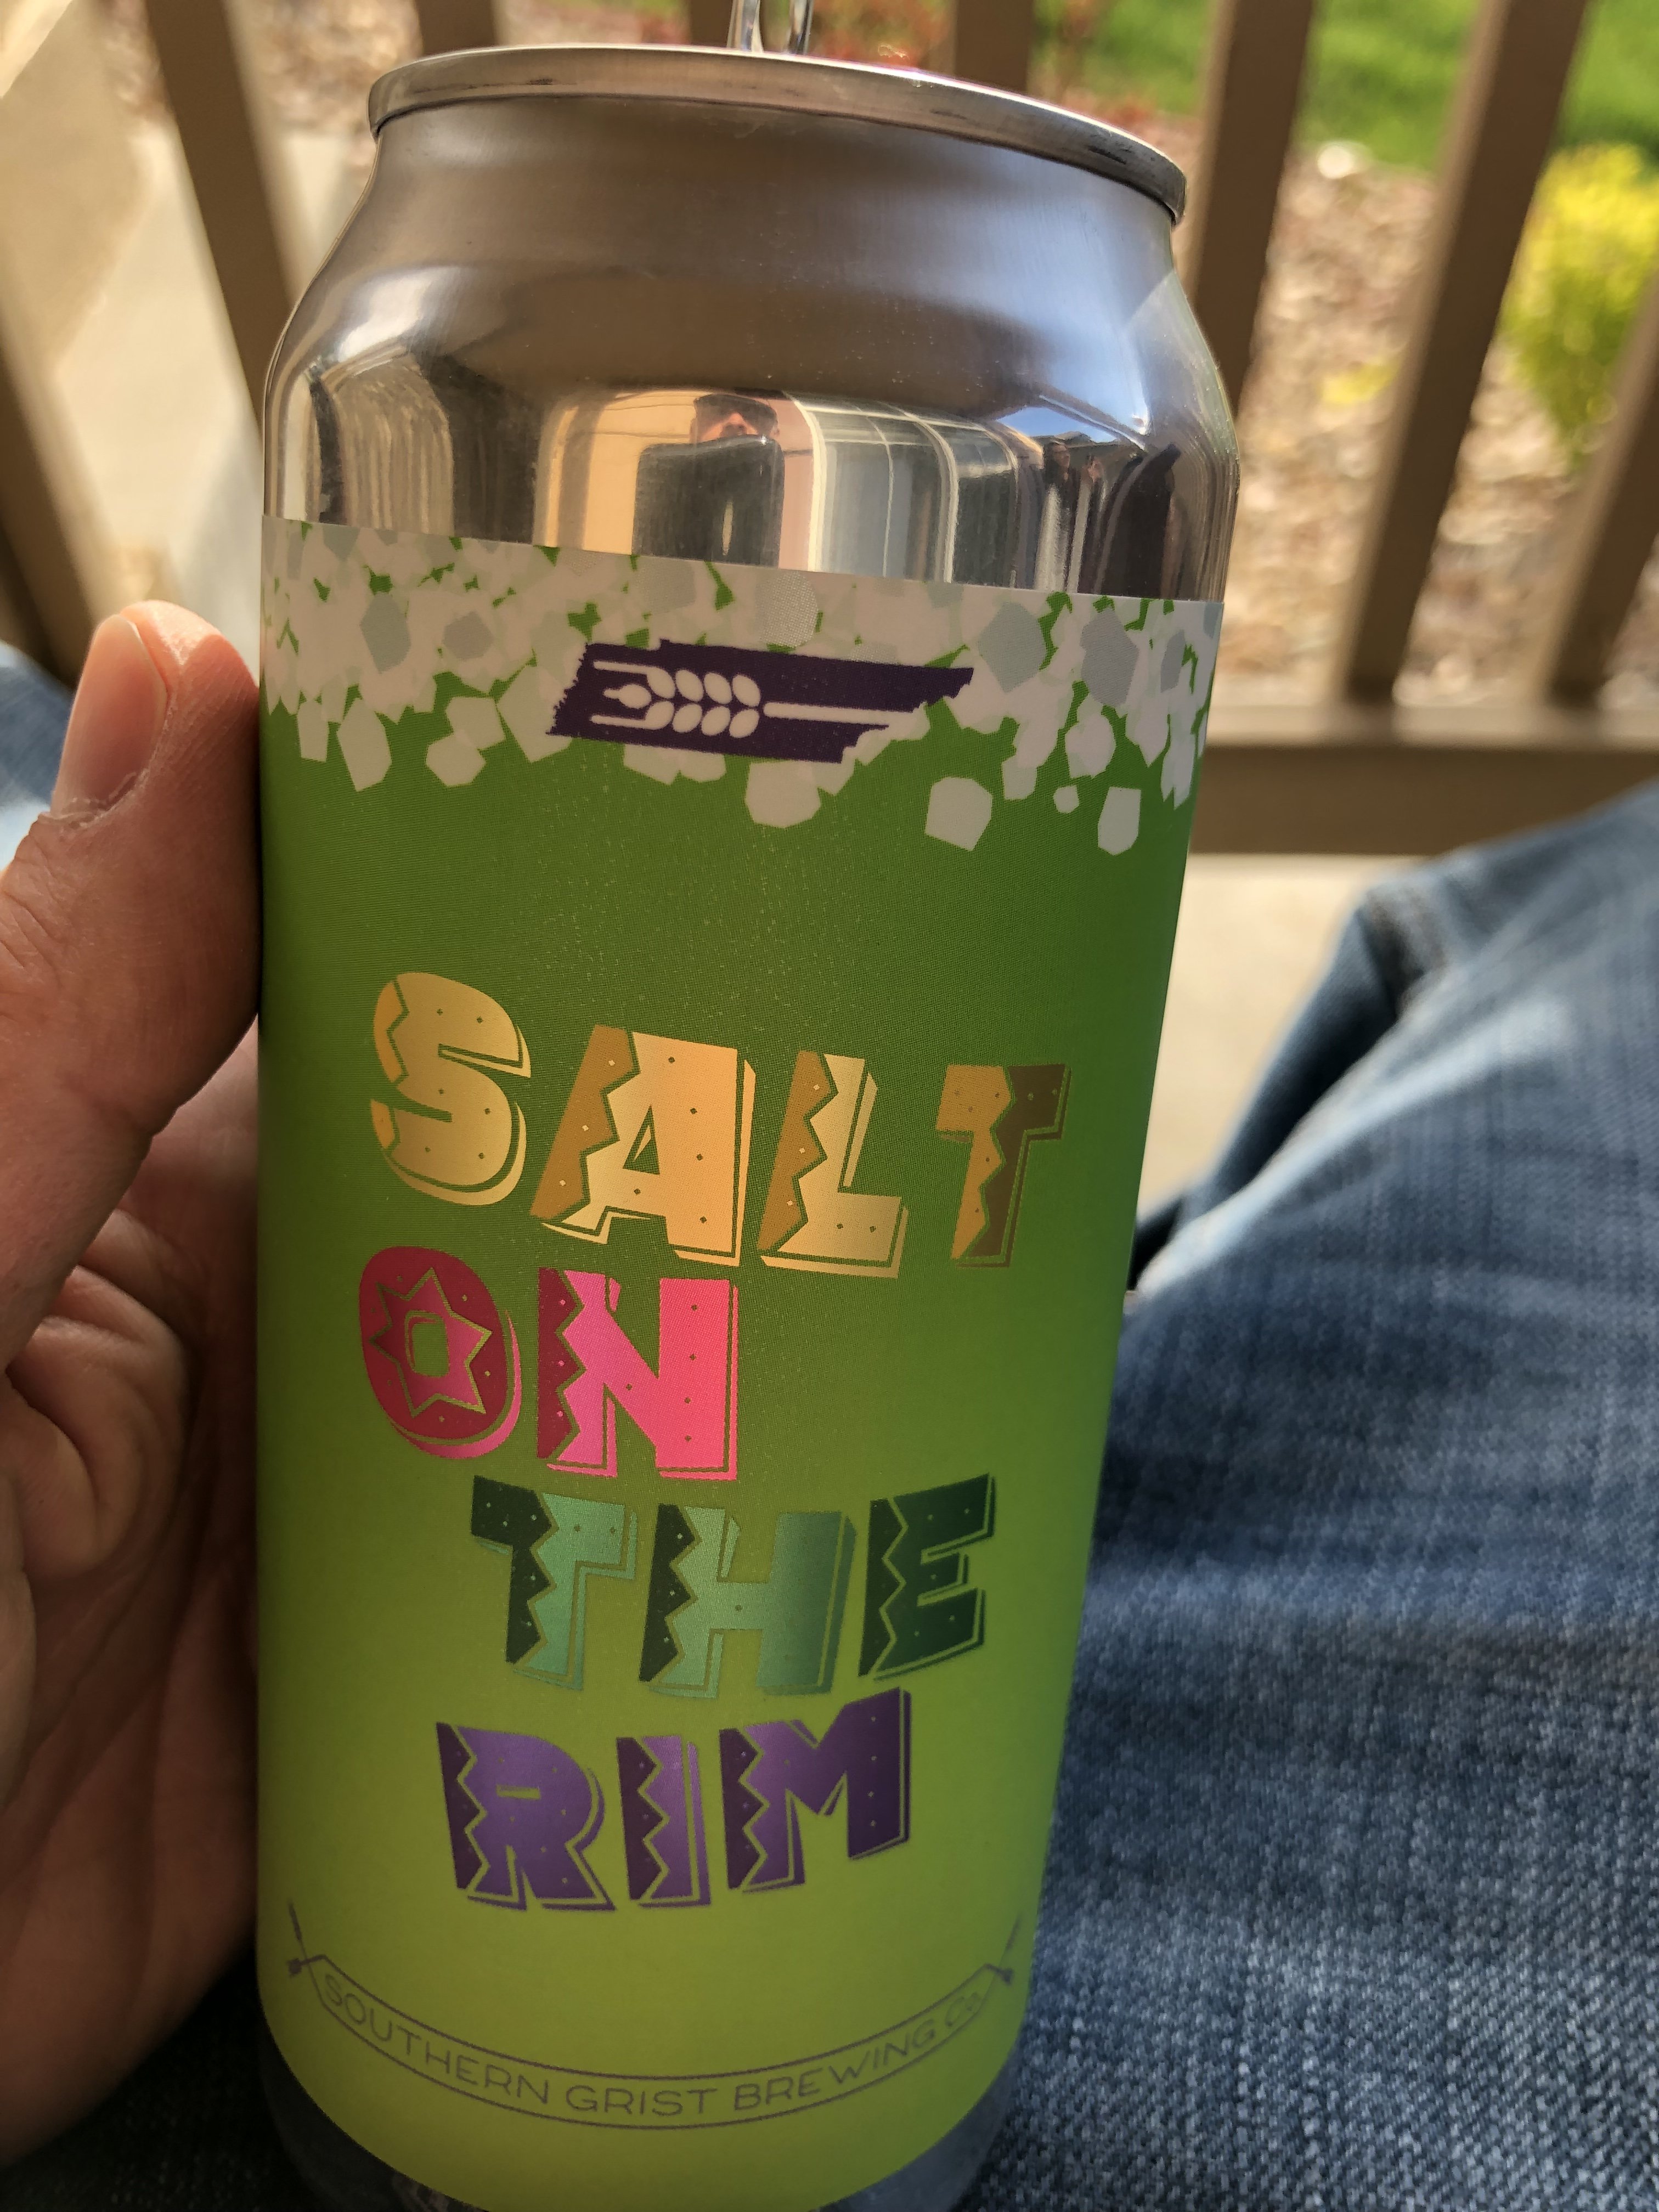 SALT
ON
THE
RIM
SOUTHERN GRIST BREWING Co.